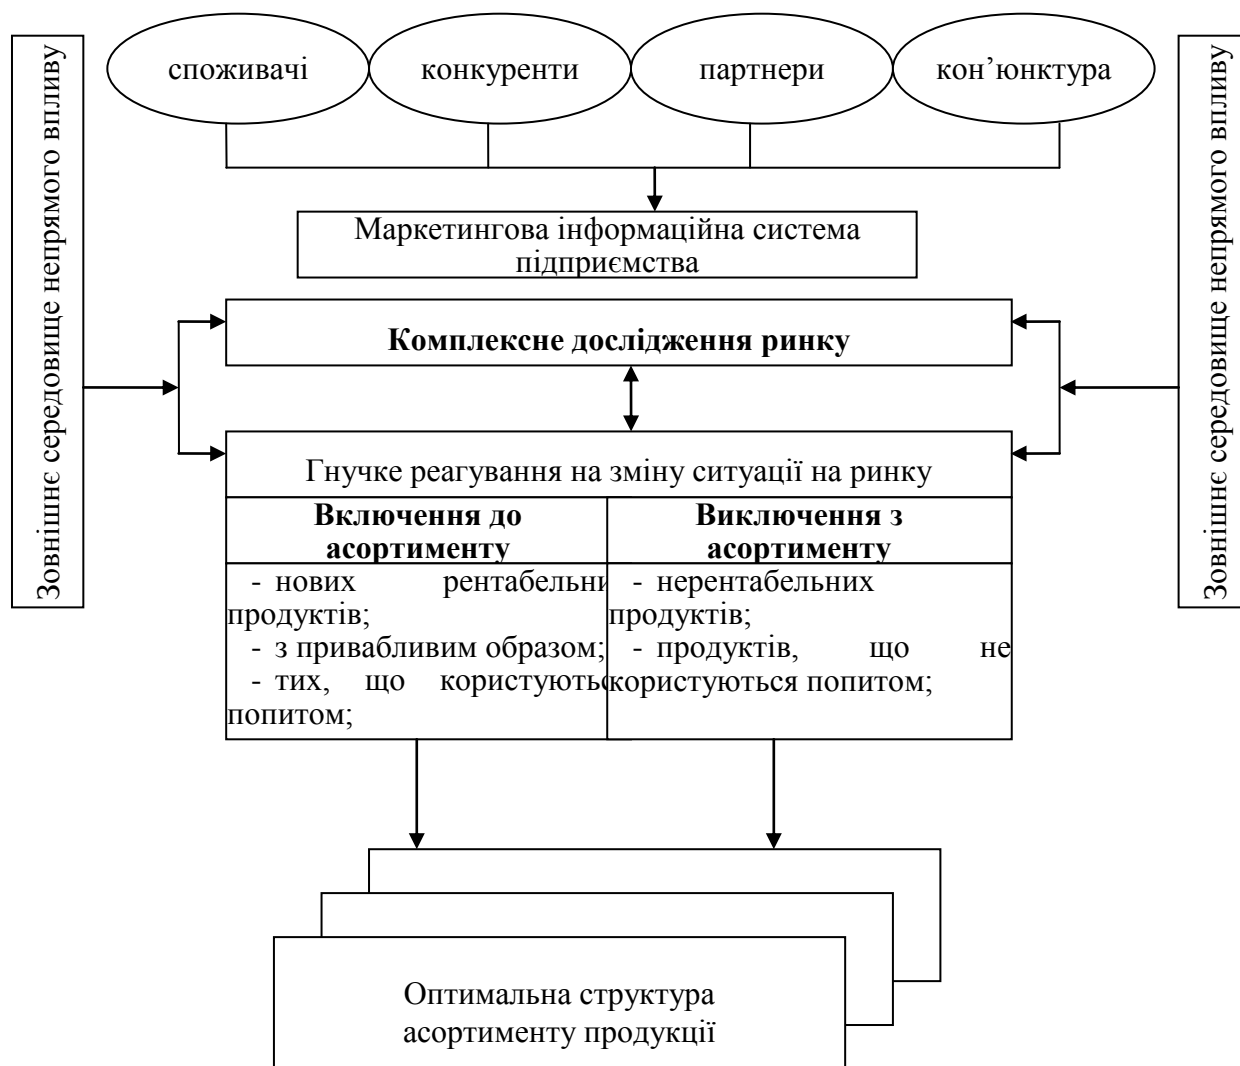 споживачі
конкуренти
партнери
кон’юнктура
Зовнішнє середовище непрямого впливу
Зовнішнє середовище непрямого впливу
Маркетингова інформаційна система
підприємства
Комплексне дослідження ринку
Гнучке реагування на зміну ситуації на ринку
Включення до
асортименту
- нових рентабельни
продуктів;
- з привабливим образом;
- тих, що користуютьс
попитом;
Виключення з
асортименту
- нерентабельних
продуктів;
- продуктів, що не
користуються попитом;
Оптимальна структура
асортименту продукції